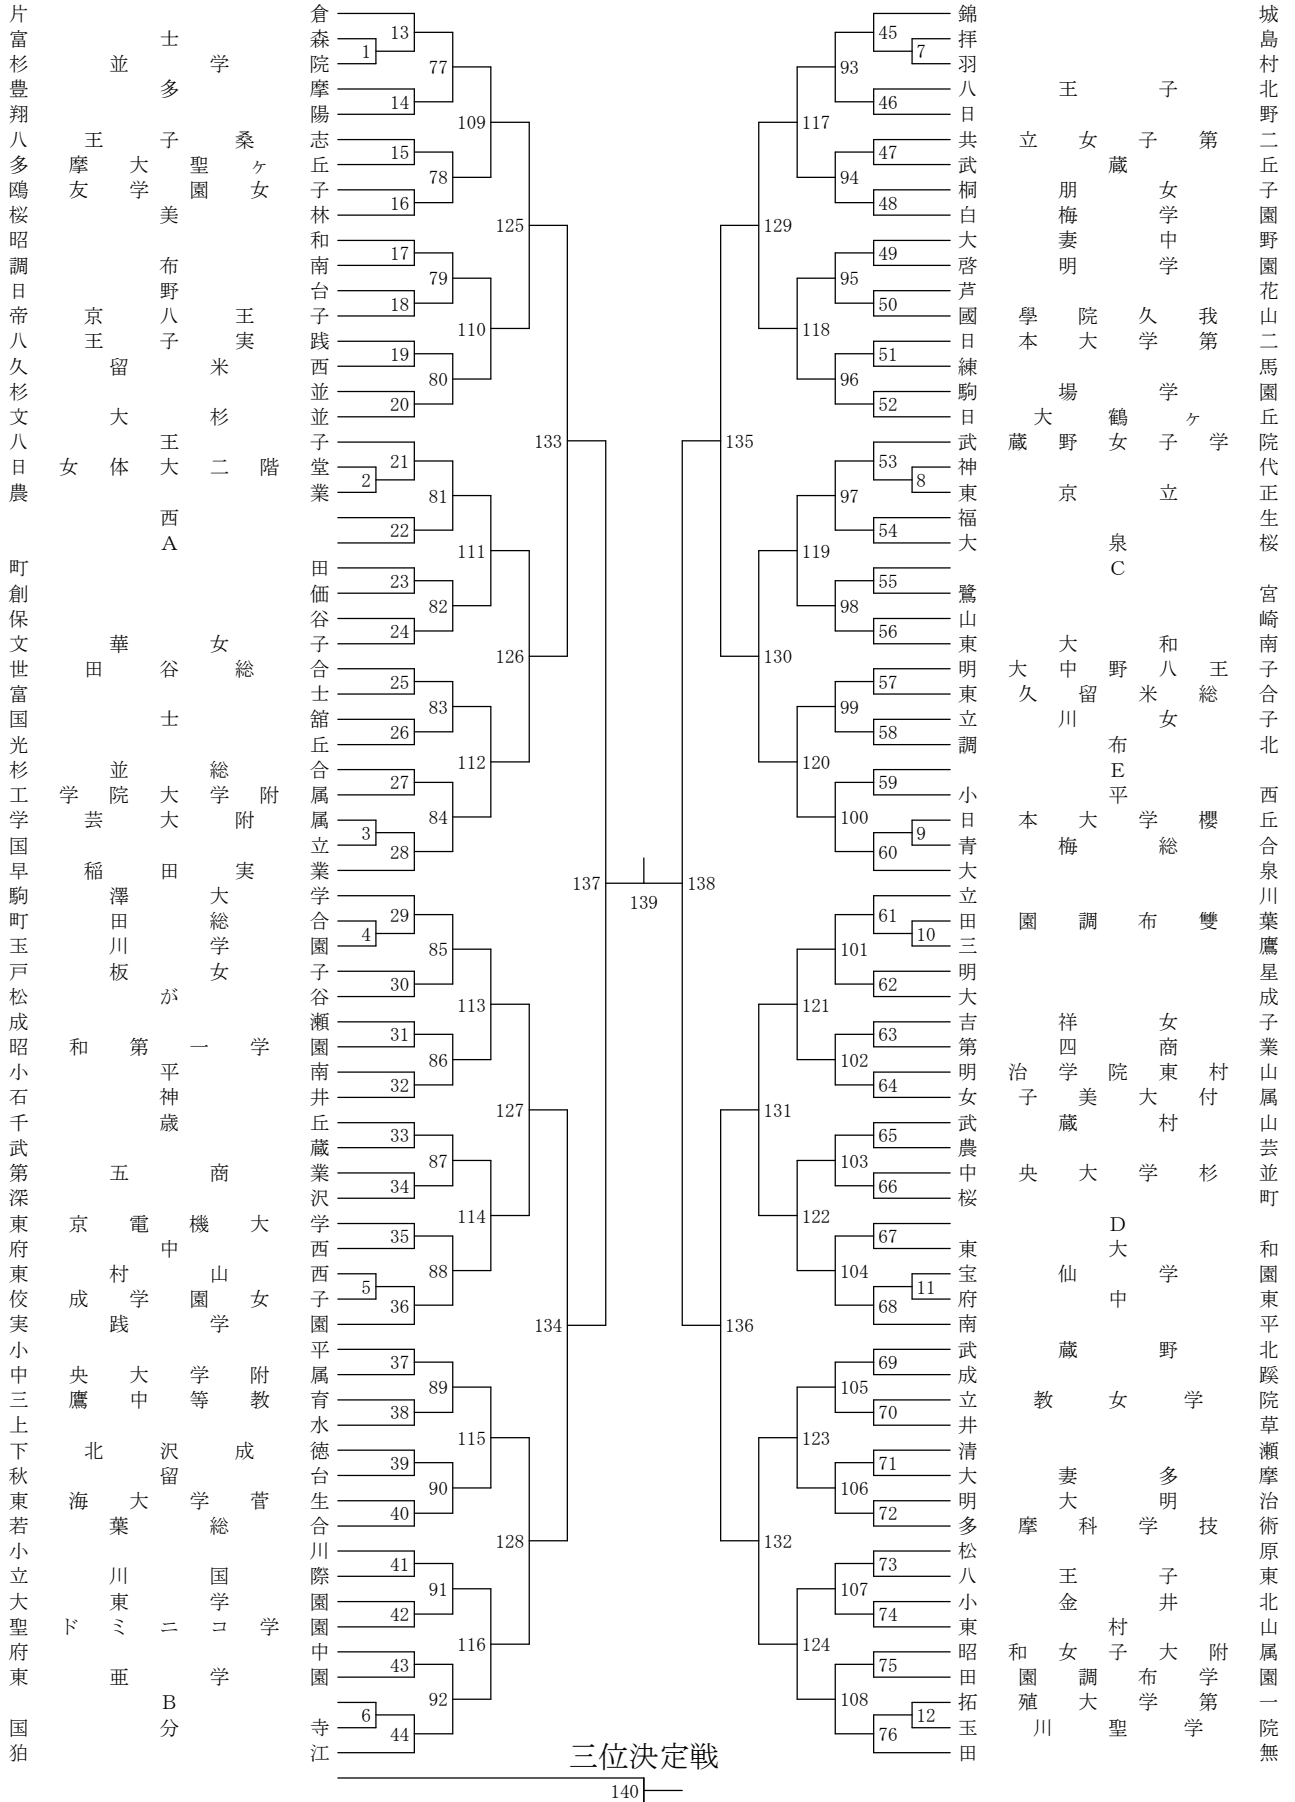 片倉
富士森
杉並学院
豊多摩
翔陽
八王子桑志
多摩大聖ヶ丘
鴎友学園女子
桜美林
昭和
調布南
日野台
帝京八王子
八王子実践
久留米西
杉並
文大杉並
八王子
日女体大二階堂
農業
西
A
町田
創価
保谷
文華女子
世田谷総合
富士
国士舘
光丘
杉並総合
工学院大学附属
学芸大附属
国立
早稲田実業
駒澤大学
町田総合
玉川学園
戸板女子
松が谷
成瀬
昭和第一学園
小平南
石神井
千歳丘
武蔵
第五商業
深沢
東京電機大学
府中西
東村山西
佼成学園女子
実践学園
小平
中央大学附属
三鷹中等教育
上水
下北沢成徳
秋留台
東海大学菅生
若葉総合
小川
立川国際
大東学園
聖ドミニコ学園
府中
東亜学園
B
国分寺
狛江
1
2
3
4
5
6
13
14
15
16
17
18
19
20
21
22
23
24
25
26
27
28
29
30
31
32
33
34
35
36
37
38
39
40
41
42
43
44
77
78
79
80
81
82
83
84
85
86
87
88
89
90
91
92
109
110
111
112
113
114
115
116
125
126
127
128
133
134
137
139
138
135
136
129
130
131
132
117
118
119
120
121
122
123
124
93
94
95
96
97
98
99
100
101
102
103
104
105
106
107
108
45
46
47
48
49
50
51
52
53
54
55
56
57
58
59
60
61
62
63
64
65
66
67
68
69
70
71
72
73
74
75
76
7
8
9
10
11
12
錦城
拝島
羽村
八王子北
日野
共立女子第二
武蔵丘
桐朋女子
白梅学園
大妻中野
啓明学園
芦花
國學院久我山
日本大学第二
練馬
駒場学園
日大鶴ヶ丘
武蔵野女子学院
神代
東京立正
福生
大泉桜
C
鷺宮
山崎
東大和南
明大中野八王子
東久留米総合
立川女子
調布北
E
小平西
日本大学櫻丘
青梅総合
大泉
立川
田園調布雙葉
三鷹
明星
大成
吉祥女子
第四商業
明治学院東村山
女子美大付属
武蔵村山
農芸
中央大学杉並
桜町
D
東大和
宝仙学園
府中東
南平
武蔵野北
成蹊
立教女学院
井草
清瀬
大妻多摩
明大明治
多摩科学技術
松原
八王子東
小金井北
東村山
昭和女子大附属
田園調布学園
拓殖大学第一
玉川聖学院
田無
三位決定戦
140